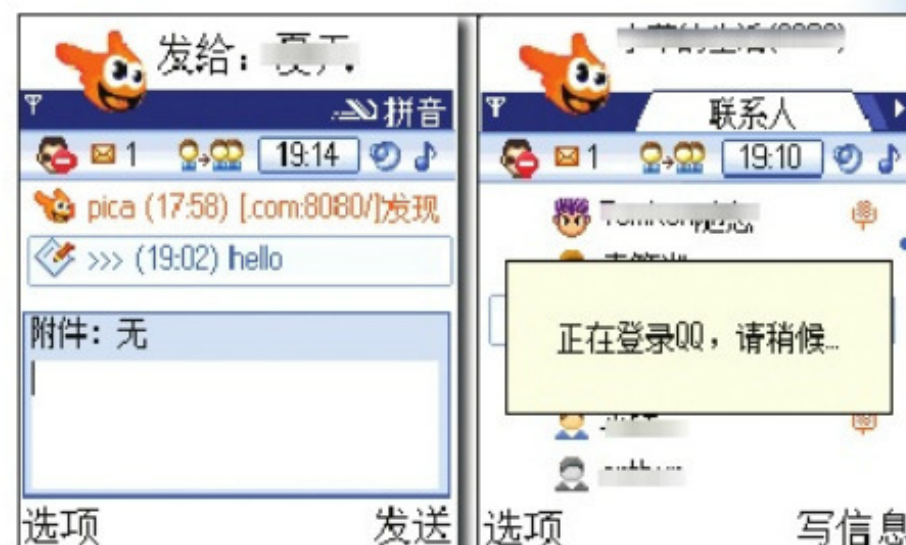 发给：
拼音
1
19:14
pica (17:58) [.com:8080/]发现
>>> (19:02) hello
附件：无
选项 发送
联系人
1
19:10
正在登录QQ，请稍候...
选项 写信息